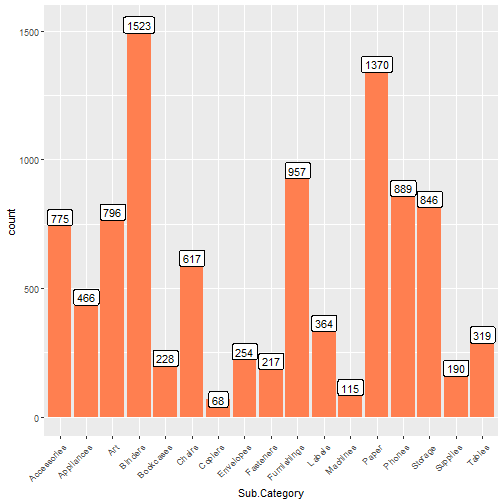 1500
1000
500
0
count
775
466
796
1523
228
617
68
254
217
957
364
115
1370
889
846
190
319
Accessories
Appliances
Art
Binders
Bookcases
Chairs
Copiers
Envelopes
Fasteners
Furnishings
Labels
Machines
Paper
Phones
Storage
Supplies
Tables
Sub.Category